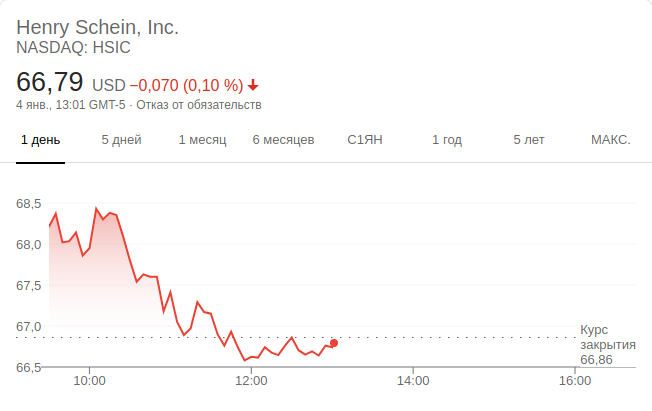 Henry Schein, Inc.
NASDAQ: HSIC
66,79 USD −0,070 (0,10 %)
4 янв., 13:01 GMT-5 · Отказ от обязательств
1 день 5 дней 1 месяц 6 месяцев С1ЯН 1 год 5 лет МАКС.
68,5
68,0
67,5
67,0
66,5
Курс
закрытия
66,86
10:00 12:00 14:00 16:00